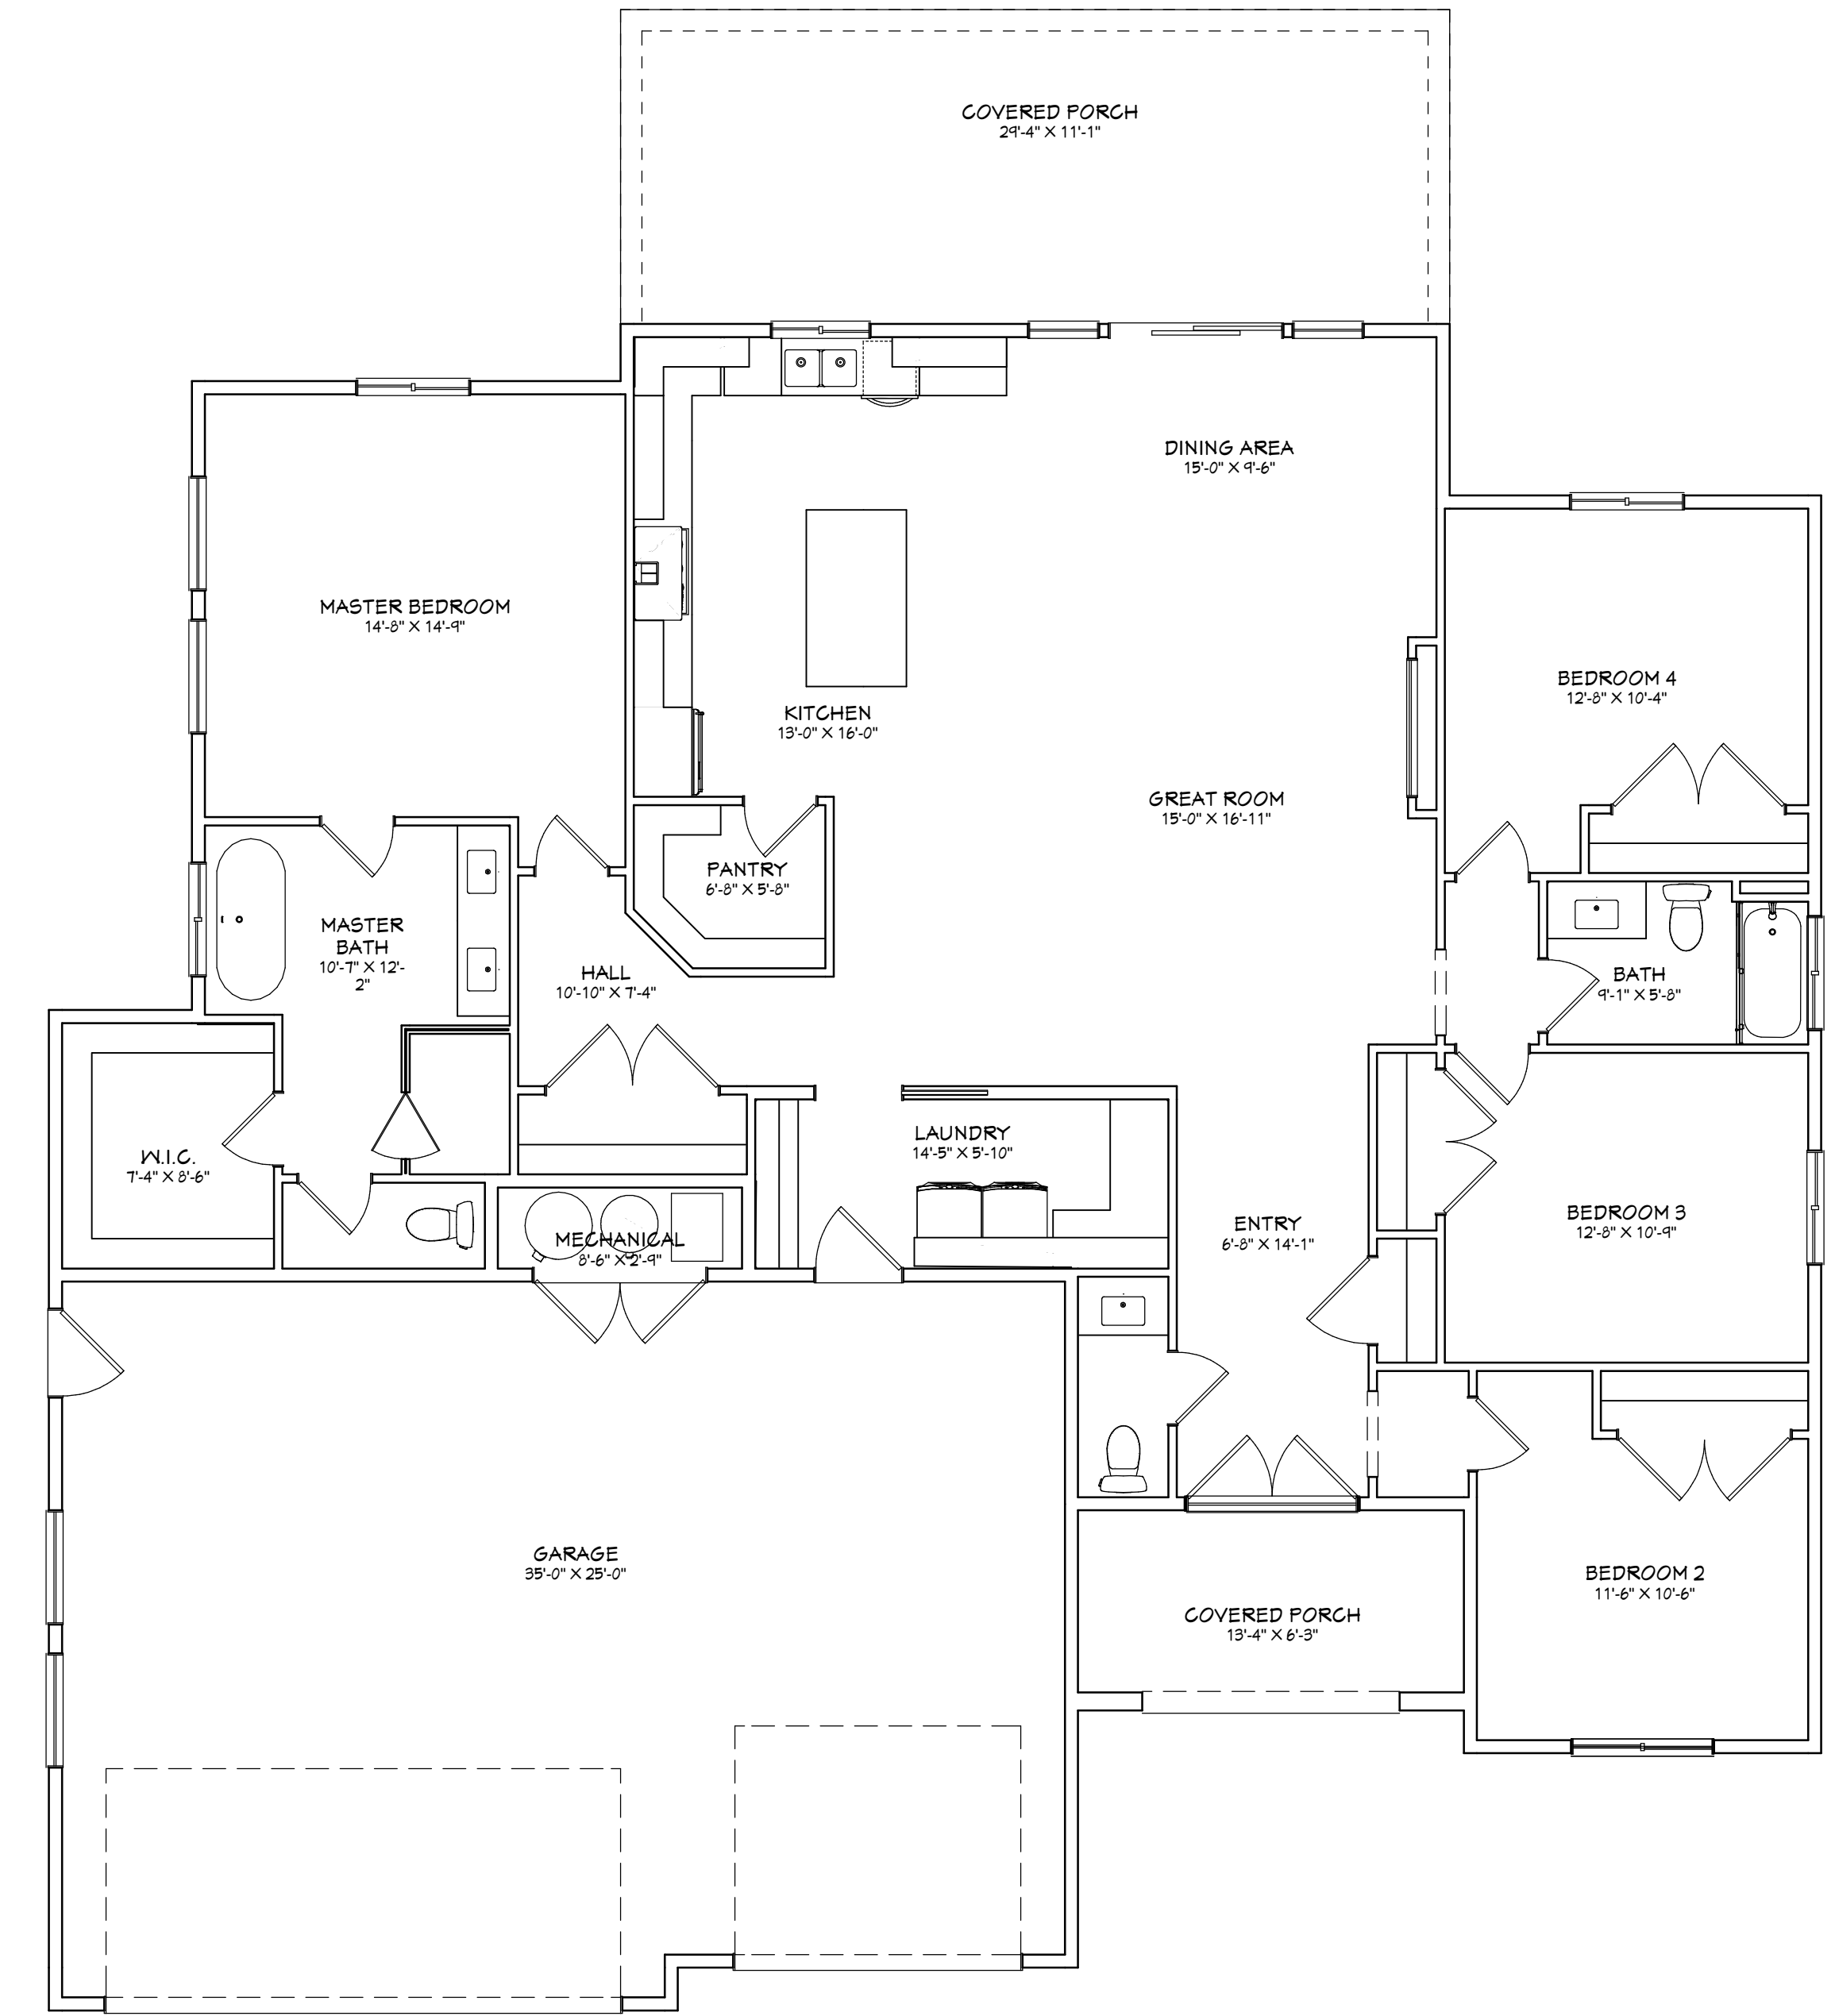 COVERED PORCH
29'-4" X 11'-1"
DINING AREA
15'-0" X 9'-6"
MASTER BEDROOM
14'-8" X 14'-9"
BEDROOM 4
12'-8" X 10'-4"
KITCHEN
13'-0" X 16'-0"
GREAT ROOM
15'-0" X 16'-11"
PANTRY
6'-8" X 5'-8"
MASTER
BATH
10'-7" X 12'-
2"
HALL
10'-10" X 7'-4"
BATH
9'-1" X 5'-8"
LAUNDRY
14'-5" X 5'-10"
W.I.C.
7'-4" X 8'-6"
BEDROOM 3
12'-8" X 10'-9"
ENTRY
6'-8" X 14'-1"
MECHANICAL
8'-6" X 2'-9"
GARAGE
35'-0" X 25'-0"
BEDROOM 2
11'-6" X 10'-6"
COVERED PORCH
13'-4" X 6'-3"